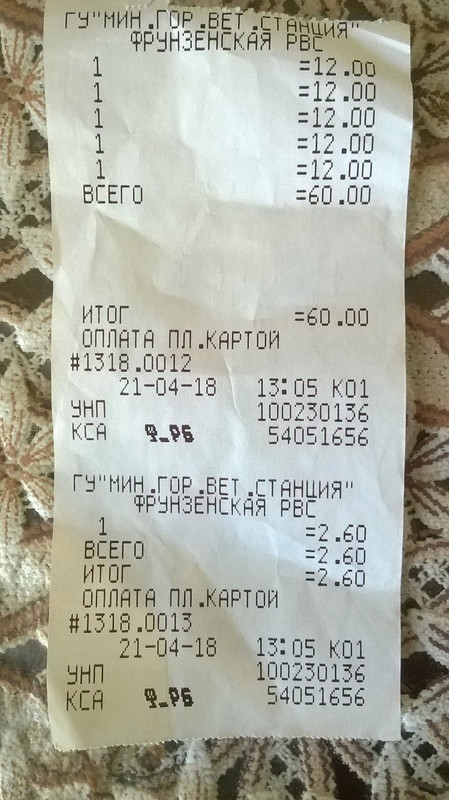 ГУ"МИН.ГОР.ВЕТ.СТАНЦИЯ"
ФРУНЗЕНСКАЯ РВС
1 =12.00
1 =12.00
1 =12.00
1 =12.00
1 =12.00
ВСЕГО =60.00
ИТОГ =60.00
ОПЛАТА ПЛ.КАРТОЙ
#1318.0012
21-04-18 13:05 К01
УНП 100230136
КСА Ф_РБ 54051656
ГУ"МИН.ГОР.ВЕТ.СТАНЦИЯ"
ФРУНЗЕНСКАЯ РВС
1 =2.60
ВСЕГО =2.60
ИТОГ =2.60
ОПЛАТА ПЛ.КАРТОЙ
#1318.0013
21-04-18 13:05 К01
УНП 100230136
КСА Ф_РБ 54051656